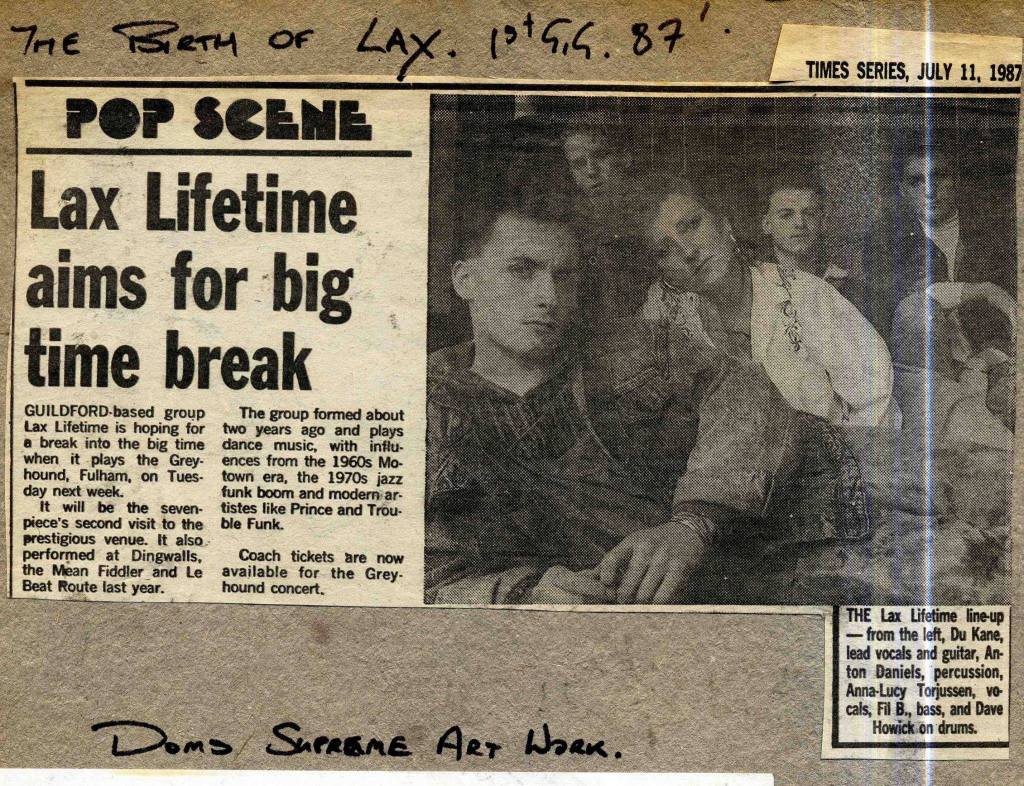 THE BIRTH OF LAX. 1st G.G. 87'.
TIMES SERIES, JULY 11, 1987
POP SCENE
Lax Lifetime
aims for big
time break
GUILDFORD-based group
Lax Lifetime is hoping for
a break into the big time
when it plays the Grey-
hound, Fulham, on Tues-
day next week.
It will be the seven-
piece's second visit to the
prestigious venue. It also
performed at Dingwalls,
the Mean Fiddler and Le
Beat Route last year.
The group formed about
two years ago and plays
dance music, with influ-
ences from the 1960s Mo-
town era, the 1970s jazz
funk boom and modern ar-
tistes like Prince and Trou-
ble Funk.
Coach tickets are now
available for the Grey-
hound concert.
THE Lax Lifetime line-up
— from the left, Du Kane,
lead vocals and guitar, An-
ton Daniels, percussion,
Anna-Lucy Torjussen, vo-
cals, Fil B., bass, and Dave
Howick on drums.
DOMS SUPREME ART WORK.